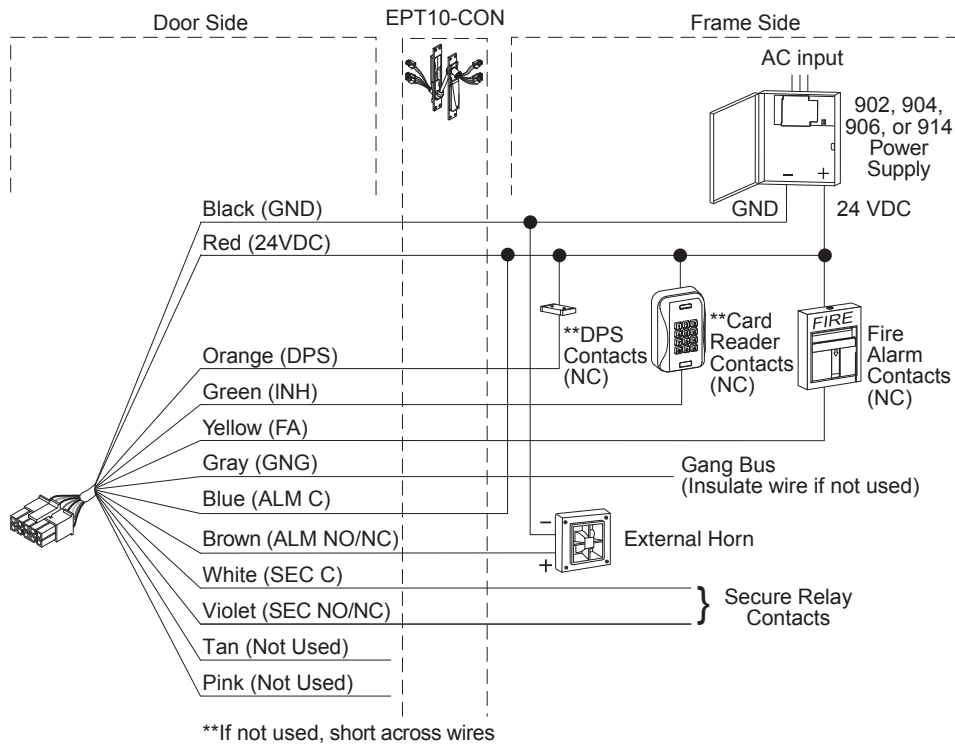 Door Side
EPT10-CON
Frame Side
AC input
902, 904,
906, or 914
Power
Supply
– +
GND
24 VDC
Black (GND)
Red (24VDC)
**DPS
Contacts
(NC)
**Card
Reader
Contacts
(NC)
FIRE
Fire
Alarm
Contacts
(NC)
Orange (DPS)
Green (INH)
Yellow (FA)
Gray (GNG)
Gang Bus
(Insulate wire if not used)
Blue (ALM C)
Brown (ALM NO/NC)
–
+
External Horn
White (SEC C)
Violet (SEC NO/NC)
} Secure Relay
Contacts
Tan (Not Used)
Pink (Not Used)
**If not used, short across wires